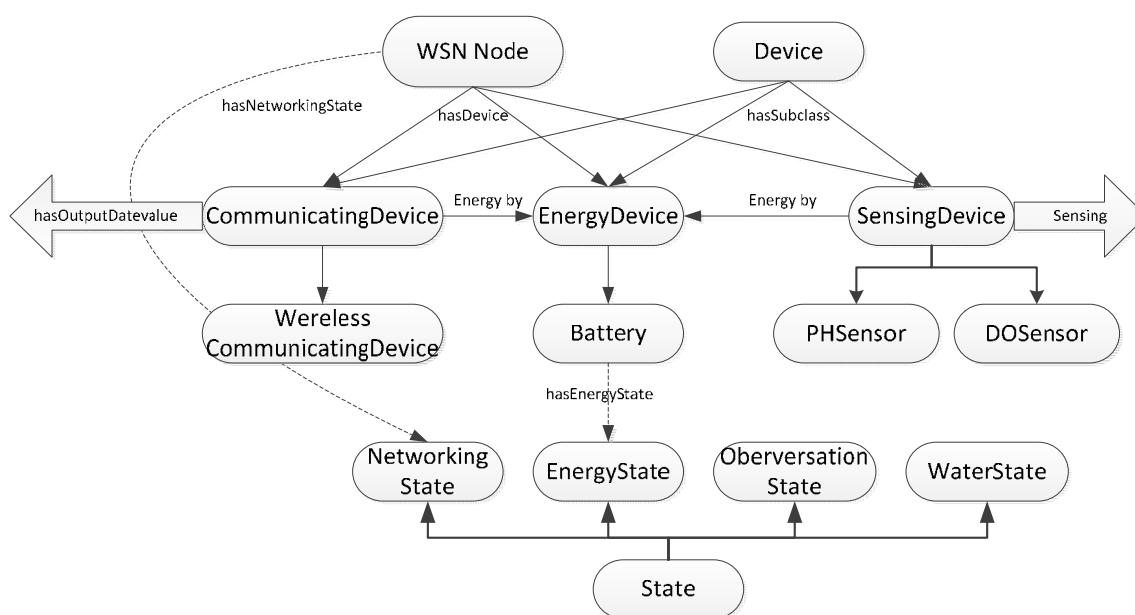 WSN Node
Device
hasNetworkingState
hasDevice
hasSubclass
hasOutputDatevalue
CommunicatingDevice
Energy by
EnergyDevice
Energy by
SensingDevice
Sensing
Wereless
CommunicatingDevice
Battery
PHSensor
DOSensor
hasEnergyState
Networking
State
EnergyState
Oberversation
State
WaterState
State